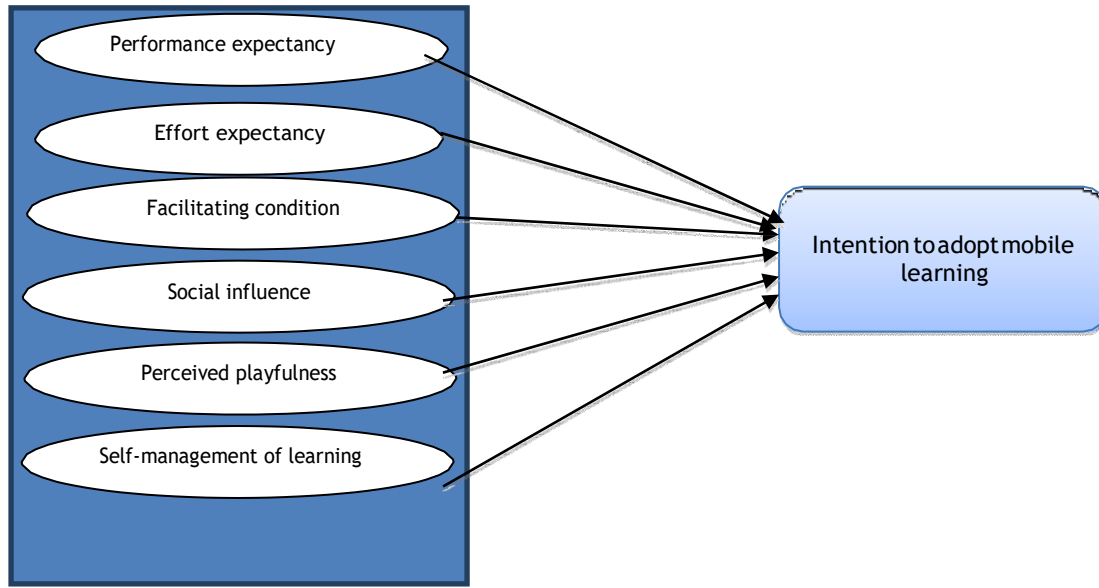 Performance expectancy
Effort expectancy
Facilitating condition
Social influence
Perceived playfulness
Self-management of learning
Intention to adopt mobile
learning